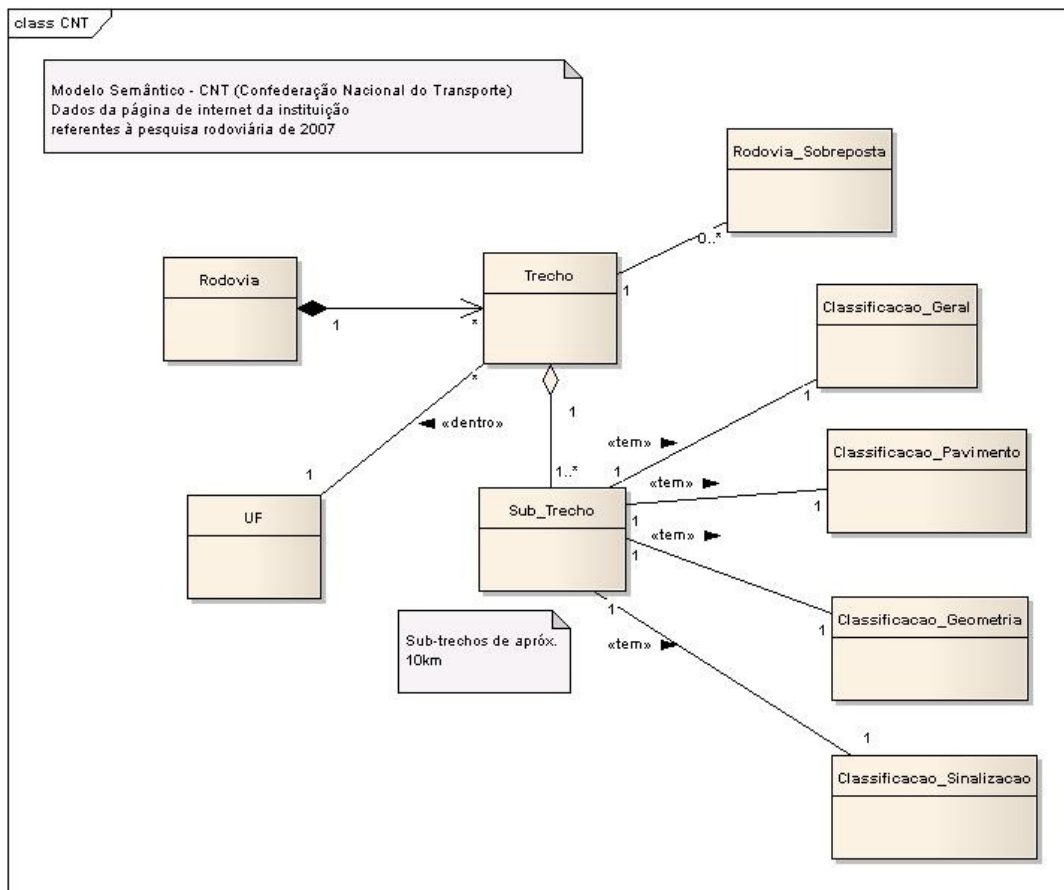 class CNT
Modelo Semântico - CNT (Confederação Nacional do Transporte)
Dados da página de internet da instituição
referentes à pesquisa rodoviária de 2007
Rodovia_Sobreposta
0..*
1
Rodovia
1
*
Trecho
*
1
«dentro»
1
UF
1..*
Sub_Trecho
Sub-trechos de apróx.
10km
Classificacao_Geral
1
«tem»
1
Classificacao_Pavimento
1
«tem»
1
Classificacao_Geometria
1
«tem»
1
Classificacao_Sinalizacao
1
«tem»
1